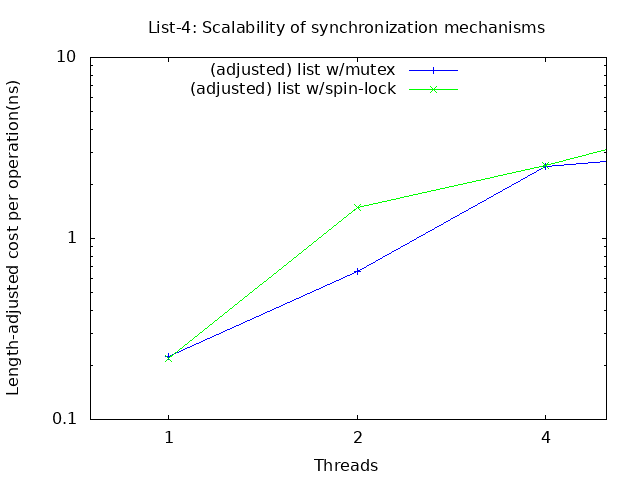 List-4: Scalability of synchronization mechanisms
10
(adjusted) list w/mutex
(adjusted) list w/spin-lock
Length-adjusted cost per operation(ns)
1
0.1
1
2
4
Threads